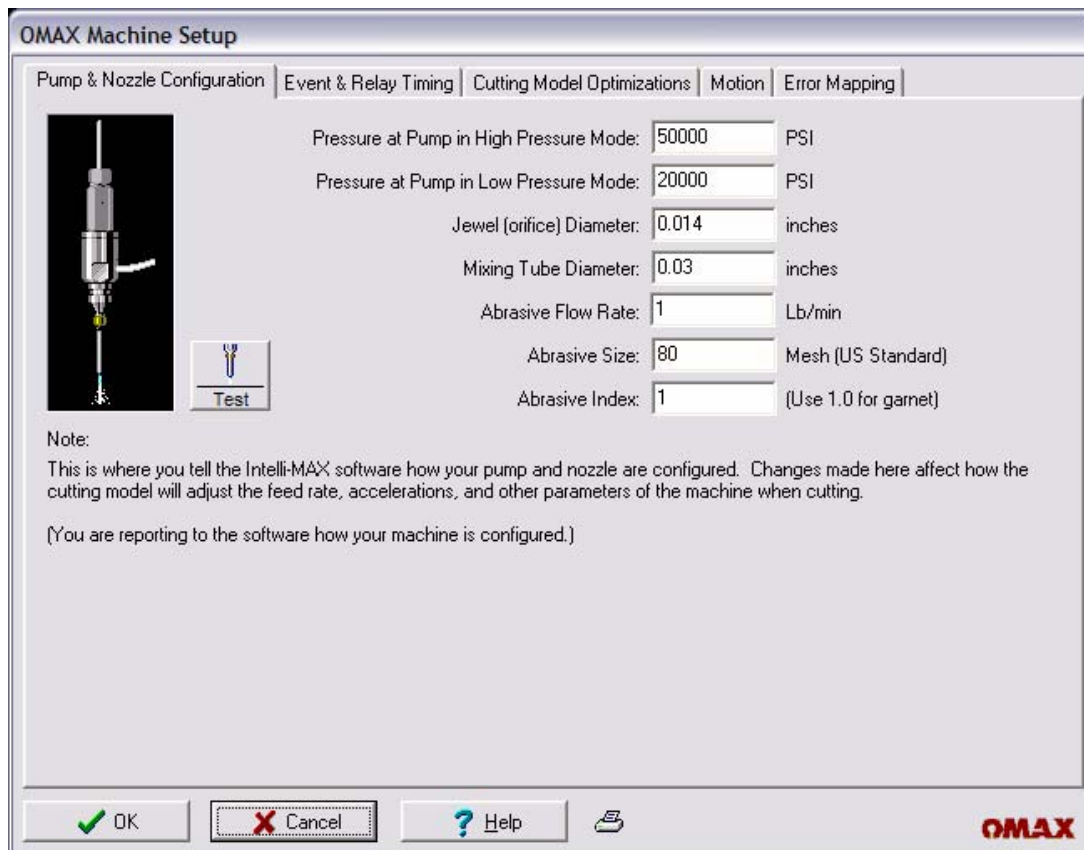 OMAX Machine Setup
Pump & Nozzle Configuration Event & Relay Timing Cutting Model Optimizations Motion Error Mapping
Pressure at Pump in High Pressure Mode: 50000 PSI
Pressure at Pump in Low Pressure Mode: 20000 PSI
Jewel (orifice) Diameter: 0.014 inches
Mixing Tube Diameter: 0.03 inches
Abrasive Flow Rate: 1 Lb/min
Abrasive Size: 80 Mesh (US Standard)
Abrasive Index: 1 (Use 1.0 for garnet)
Test
Note:
This is where you tell the Intelli-MAX software how your pump and nozzle are configured. Changes made here affect how the
cutting model will adjust the feed rate, accelerations, and other parameters of the machine when cutting.
(You are reporting to the software how your machine is configured.)
OK Cancel ? Help OMAX